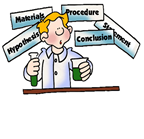 Materials
Procedure
Hypothesis
Conclusion